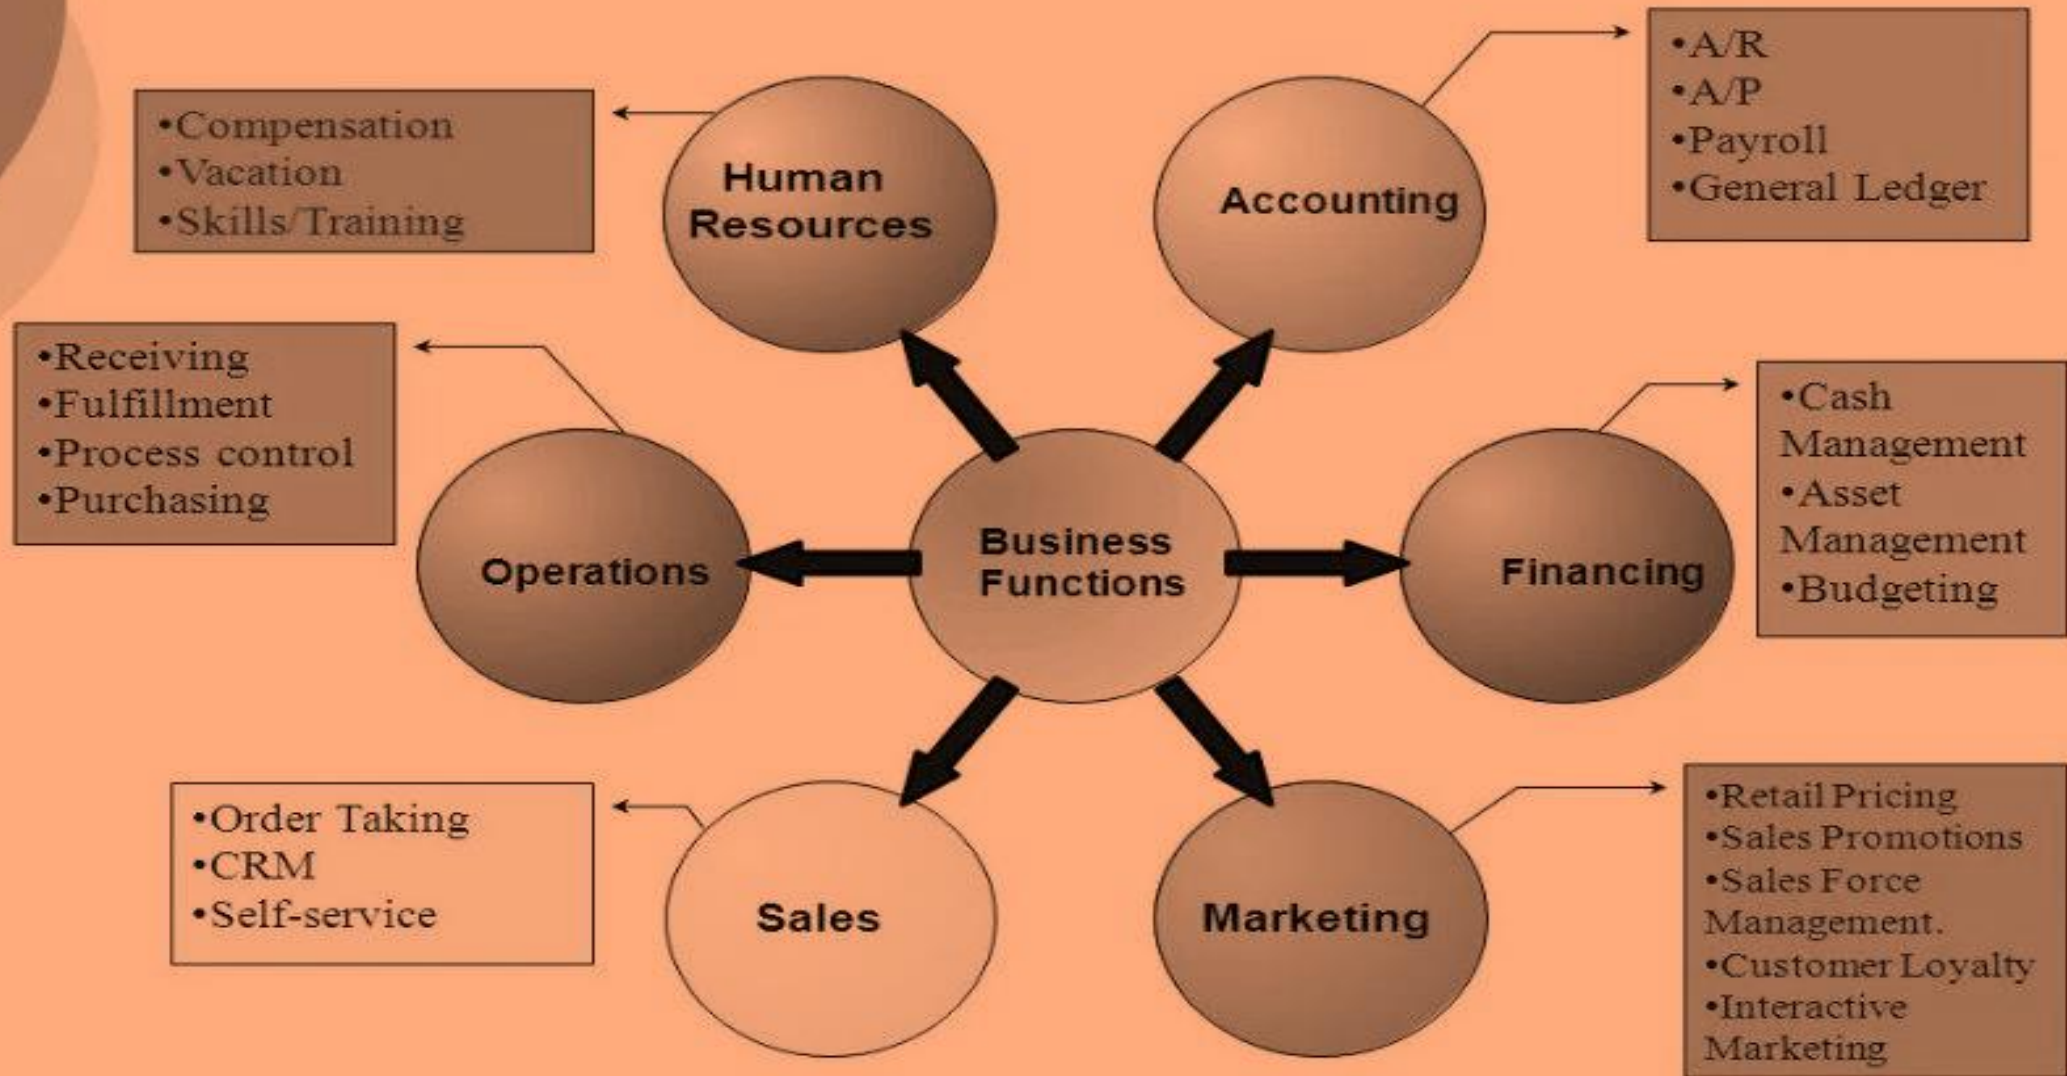 •A/R
•A/P
•Payroll
•General Ledger
•Compensation
•Vacation
•Skills/Training
Human
Resources
Accounting
•Receiving
•Fulfillment
•Process control
•Purchasing
•Cash
Management
•Asset
Management
•Budgeting
Operations
Business
Functions
Financing
•Order Taking
•CRM
•Self-service
Sales
Marketing
•Retail Pricing
•Sales Promotions
•Sales Force
Management.
•Customer Loyalty
•Interactive
Marketing